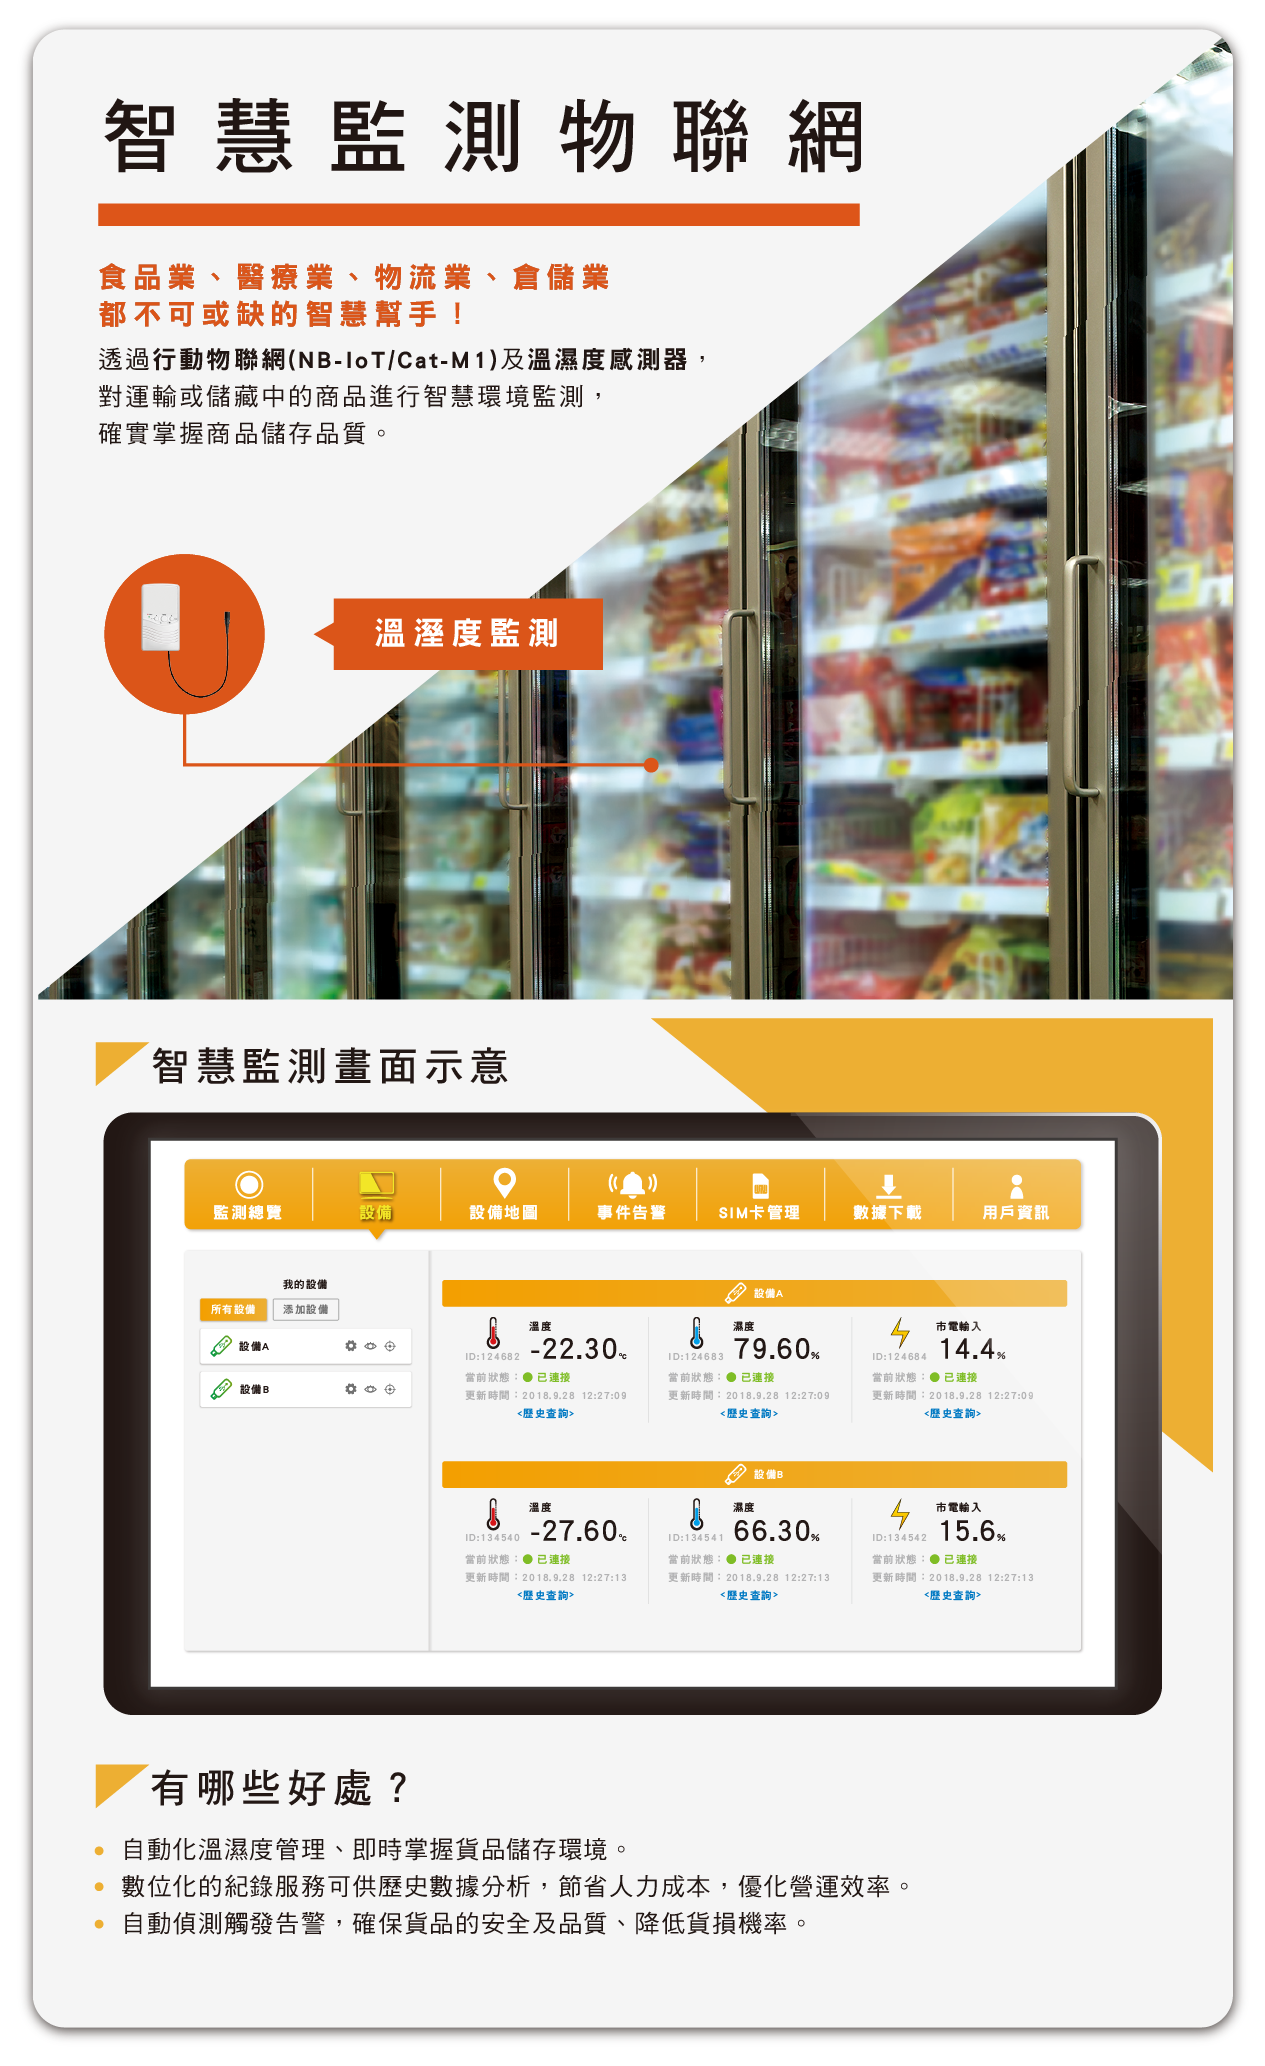 智慧監測物聯網
食品業、醫療業、物流業、倉儲業
都不可或缺的智慧幫手！
透過行動物聯網(NB-IoT/Cat-M1)及溫濕度感測器，
對運輸或儲藏中的商品進行智慧環境監測，
確實掌握商品儲存品質。
溫溼度監測
智慧監測畫面示意
監測總覽 設備 設備地圖 事件告警 SIM卡管理 數據下載 用戶資訊
我的設備
所有設備 添加設備
設備A
設備B
設備A
溫度 濕度 市電輸入
ID:124682 -22.30℃ ID:124683 79.60% ID:124684 14.4%
當前狀態：已連接 當前狀態：已連接 當前狀態：已連接
更新時間：2018.9.28 12:27:09 更新時間：2018.9.28 12:27:09 更新時間：2018.9.28 12:27:09
<歷史查詢> <歷史查詢> <歷史查詢>
設備B
溫度 濕度 市電輸入
ID:134540 -27.60℃ ID:134541 66.30% ID:134542 15.6%
當前狀態：已連接 當前狀態：已連接 當前狀態：已連接
更新時間：2018.9.28 12:27:13 更新時間：2018.9.28 12:27:13 更新時間：2018.9.28 12:27:13
<歷史查詢> <歷史查詢> <歷史查詢>
有哪些好處？
自動化溫濕度管理、即時掌握貨品儲存環境。
數位化的紀錄服務可供歷史數據分析，節省人力成本，優化營運效率。
自動偵測觸發告警，確保貨品的安全及品質、降低貨損機率。